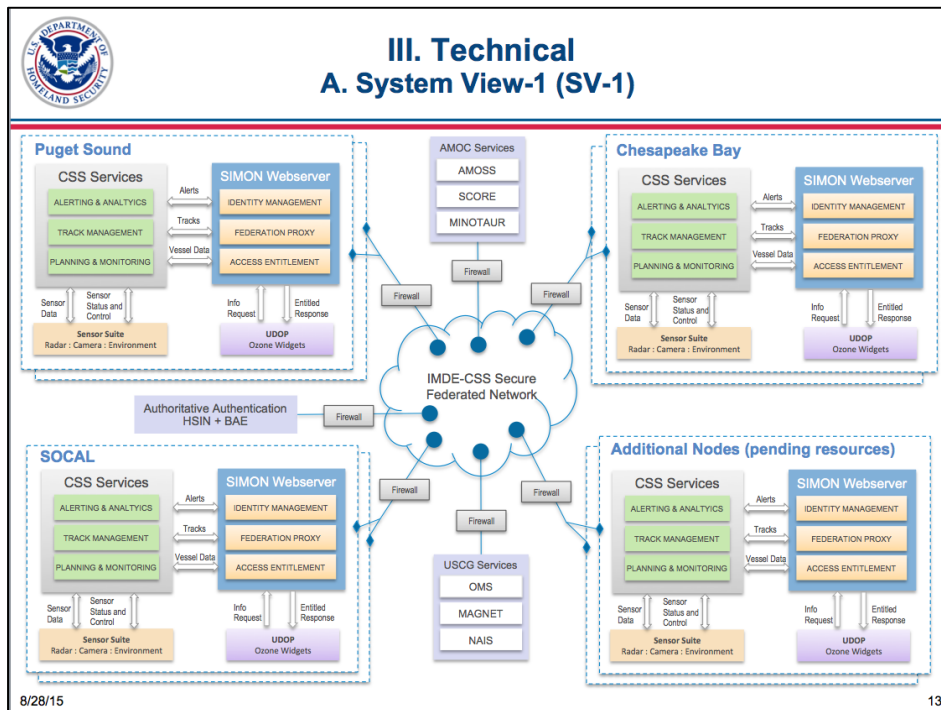 U.S. DEPARTMENT OF
HOMELAND SECURITY
III. Technical
A. System View-1 (SV-1)
Puget Sound
CSS Services
ALERTING & ANALTYICS
TRACK MANAGEMENT
PLANNING & MONITORING
Alerts
Tracks
Vessel Data
SIMON Webserver
IDENTITY MANAGEMENT
FEDERATION PROXY
ACCESS ENTITLEMENT
Sensor
Data
Sensor
Status and
Control
Info
Request
Entitled
Response
Sensor Suite
Radar : Camera : Environment
UDOP
Ozone Widgets
AMOC Services
AMOSS
SCORE
MINOTAUR
Chesapeake Bay
CSS Services
ALERTING & ANALTYICS
TRACK MANAGEMENT
PLANNING & MONITORING
Alerts
Tracks
Vessel Data
SIMON Webserver
IDENTITY MANAGEMENT
FEDERATION PROXY
ACCESS ENTITLEMENT
Sensor
Data
Sensor
Status and
Control
Info
Request
Entitled
Response
Sensor Suite
Radar : Camera : Environment
UDOP
Ozone Widgets
Firewall
Firewall
Firewall
IMDE-CSS Secure
Federated Network
Authoritative Authentication
HSIN + BAE
Firewall
Firewall
Firewall
Firewall
SOCAL
CSS Services
ALERTING & ANALTYICS
TRACK MANAGEMENT
PLANNING & MONITORING
Alerts
Tracks
Vessel Data
SIMON Webserver
IDENTITY MANAGEMENT
FEDERATION PROXY
ACCESS ENTITLEMENT
Sensor
Data
Sensor
Status and
Control
Info
Request
Entitled
Response
Sensor Suite
Radar : Camera : Environment
UDOP
Ozone Widgets
USCG Services
OMS
MAGNET
NAIS
Additional Nodes (pending resources)
CSS Services
ALERTING & ANALTYICS
TRACK MANAGEMENT
PLANNING & MONITORING
Alerts
Tracks
Vessel Data
SIMON Webserver
IDENTITY MANAGEMENT
FEDERATION PROXY
ACCESS ENTITLEMENT
Sensor
Data
Sensor
Status and
Control
Info
Request
Entitled
Response
Sensor Suite
Radar : Camera : Environment
UDOP
Ozone Widgets
8/28/15
13